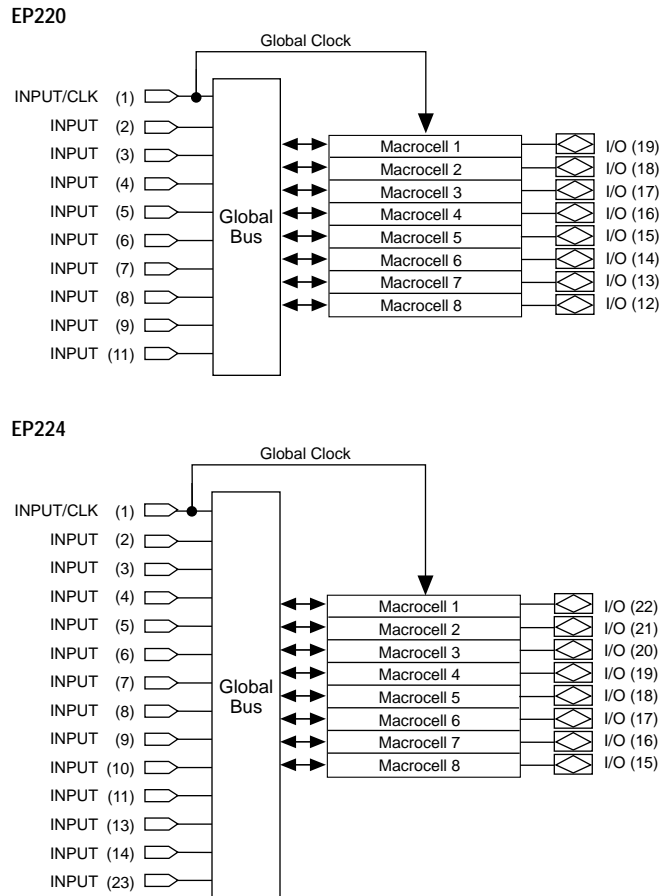 EP220
Global Clock
INPUT/CLK (1)
INPUT (2)
INPUT (3)
INPUT (4)
INPUT (5)
INPUT (6)
INPUT (7)
INPUT (8)
INPUT (9)
INPUT (11)
Global
Bus
Macrocell 1 I/O (19)
Macrocell 2 I/O (18)
Macrocell 3 I/O (17)
Macrocell 4 I/O (16)
Macrocell 5 I/O (15)
Macrocell 6 I/O (14)
Macrocell 7 I/O (13)
Macrocell 8 I/O (12)
EP224
Global Clock
INPUT/CLK (1)
INPUT (2)
INPUT (3)
INPUT (4)
INPUT (5)
INPUT (6)
INPUT (7)
INPUT (8)
INPUT (9)
INPUT (10)
INPUT (11)
INPUT (13)
INPUT (14)
INPUT (23)
Global
Bus
Macrocell 1 I/O (22)
Macrocell 2 I/O (21)
Macrocell 3 I/O (20)
Macrocell 4 I/O (19)
Macrocell 5 I/O (18)
Macrocell 6 I/O (17)
Macrocell 7 I/O (16)
Macrocell 8 I/O (15)